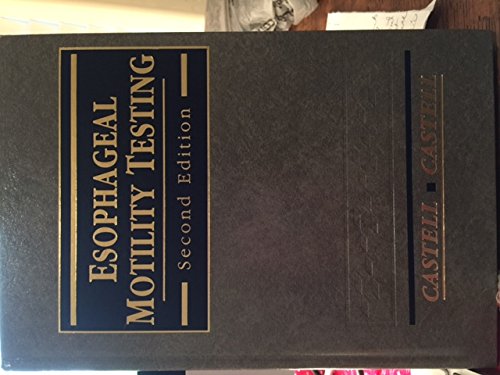 ESOPHAGEAL
MOTILITY TESTING
Second Edition
CASTELL ▪ CASTELL